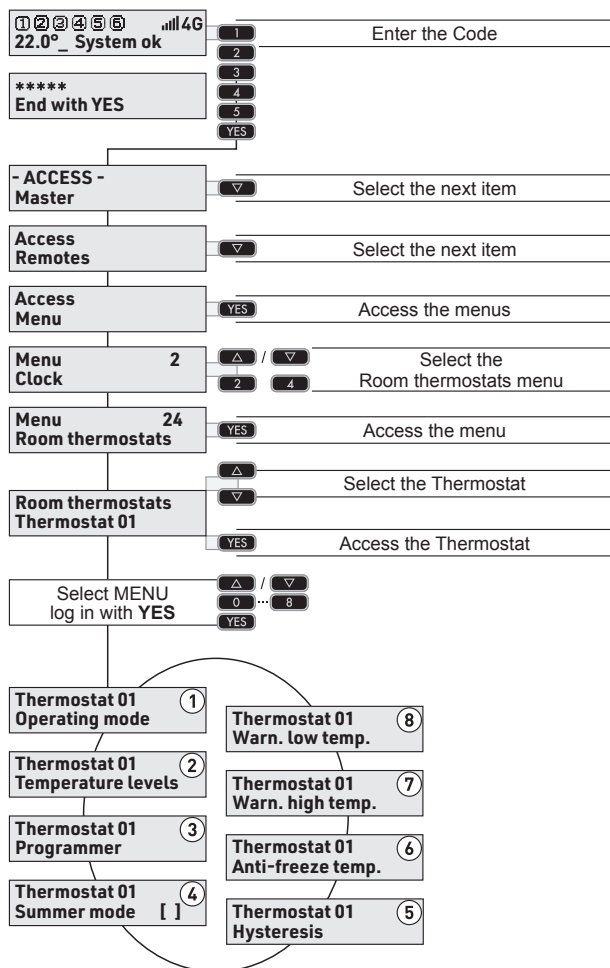 1 2 3 4 5 6 4G
22.0°_ System ok
1
Enter the Code
2
3
4
5
YES
*****
End with YES
- ACCESS -
Master
Select the next item
Access
Remotes
Select the next item
Access
Menu
YES
Access the menus
Menu 2
Clock
/
2 4
Select the
Room thermostats menu
Menu 24
Room thermostats
YES
Access the menu
Room thermostats
Thermostat 01
Select the Thermostat
YES
Access the Thermostat
Select MENU
log in with YES
/
0 ... 8
YES
Thermostat 01 1
Operating mode
Thermostat 01 2
Temperature levels
Thermostat 01 3
Programmer
Thermostat 01 4
Summer mode [ ]
Thermostat 01 8
Warn. low temp.
Thermostat 01 7
Warn. high temp.
Thermostat 01 6
Anti-freeze temp.
Thermostat 01 5
Hysteresis